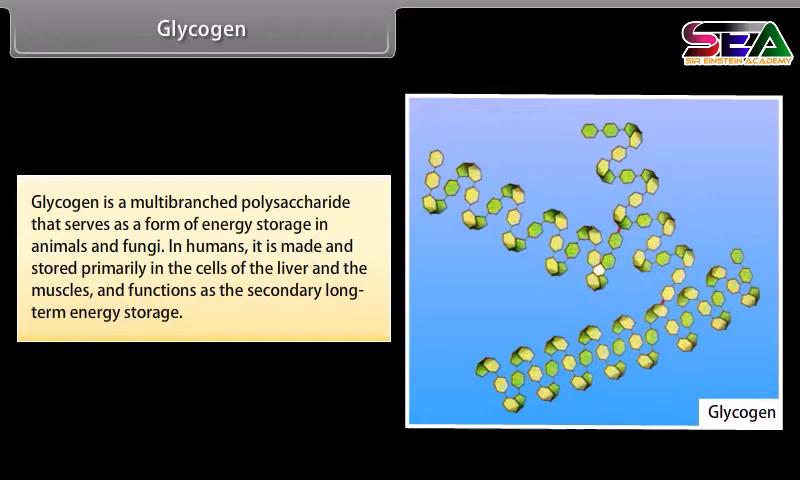 Glycogen
SEA
SIR EINSTEIN ACADEMY
Glycogen is a multibranched polysaccharide
that serves as a form of energy storage in
animals and fungi. In humans, it is made and
stored primarily in the cells of the liver and the
muscles, and functions as the secondary long-
term energy storage.
Glycogen